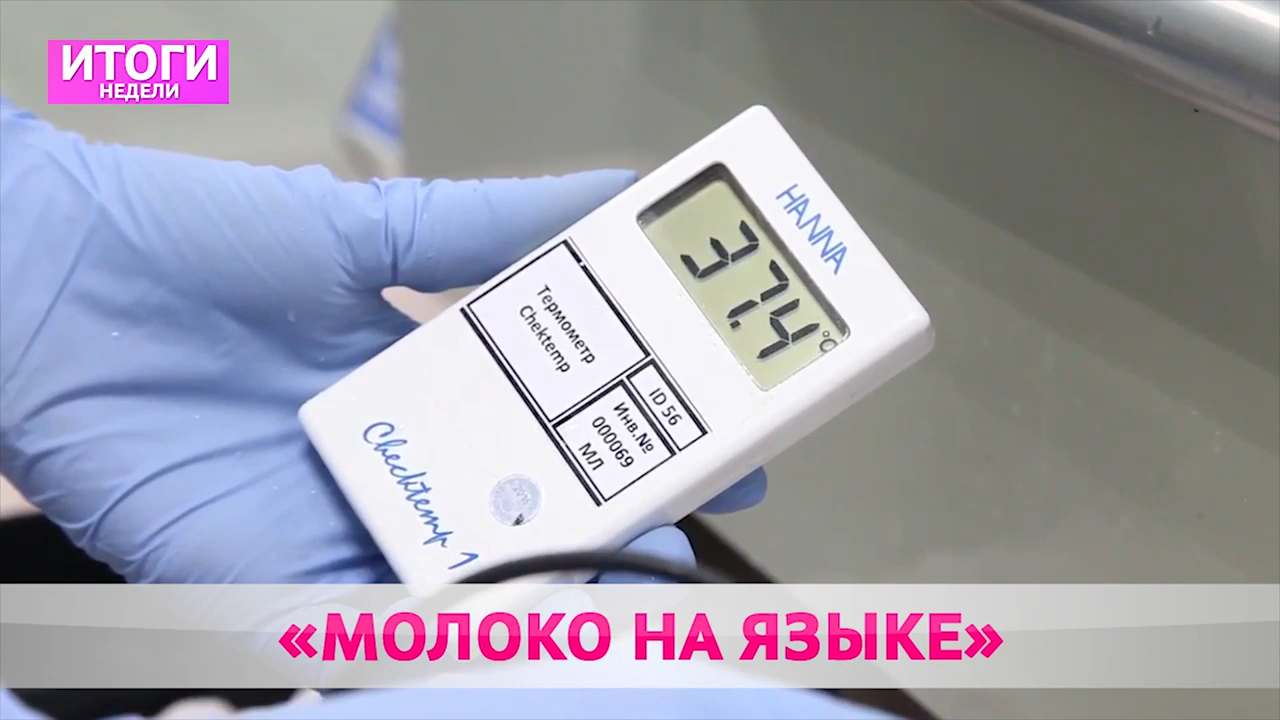 ИТОГИ
НЕДЕЛИ
HANNA
37.4 °C
Термометр
Chektemp
ID 56
Инв.№
000069
МЛ
Checktemp 1
«МОЛОКО НА ЯЗЫКЕ»